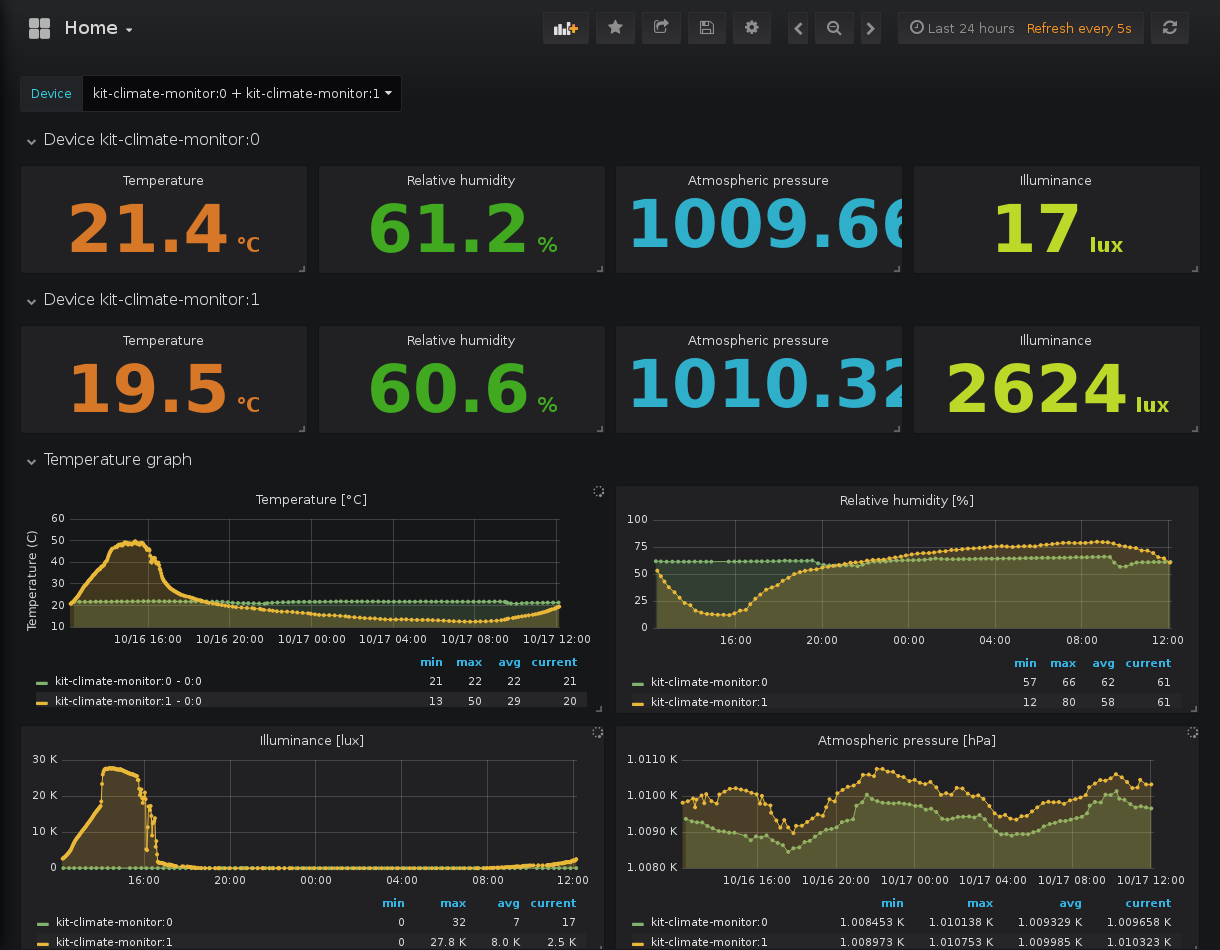 Home
Last 24 hours Refresh every 5s
Device kit-climate-monitor:0 + kit-climate-monitor:1
Device kit-climate-monitor:0
Temperature Relative humidity Atmospheric pressure Illuminance
21.4 °C 61.2 % 1009.66 17 lux
Device kit-climate-monitor:1
Temperature Relative humidity Atmospheric pressure Illuminance
19.5 °C 60.6 % 1010.32 2624 lux
Temperature graph
Temperature [°C]
Temperature (C)
60
50
40
30
20
10
10/16 16:00 10/16 20:00 10/17 00:00 10/17 04:00 10/17 08:00 10/17 12:00
min max avg current
kit-climate-monitor:0 - 0:0 21 22 22 21
kit-climate-monitor:1 - 0:0 13 50 29 20
Relative humidity [%]
100
75
50
25
0
16:00 20:00 00:00 04:00 08:00 12:00
min max avg current
kit-climate-monitor:0 57 66 62 61
kit-climate-monitor:1 12 80 58 61
Illuminance [lux]
30 K
20 K
10 K
0
16:00 20:00 00:00 04:00 08:00 12:00
min max avg current
kit-climate-monitor:0 0 32 7 17
kit-climate-monitor:1 0 27.8 K 8.0 K 2.5 K
Atmospheric pressure [hPa]
1.0110 K
1.0100 K
1.0090 K
1.0080 K
10/16 16:00 10/16 20:00 10/17 00:00 10/17 04:00 10/17 08:00 10/17 12:00
min max avg current
kit-climate-monitor:0 1.008453 K 1.010138 K 1.009329 K 1.009658 K
kit-climate-monitor:1 1.008973 K 1.010753 K 1.009985 K 1.010323 K